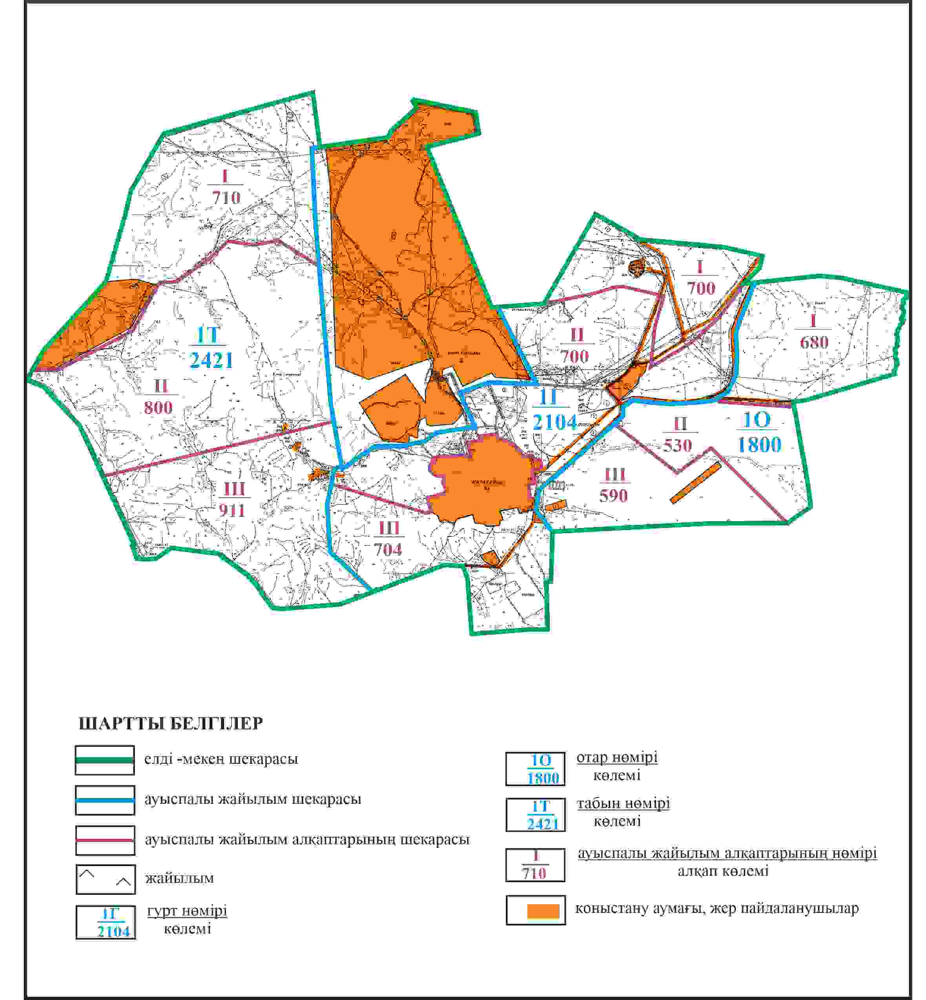 I
710
I
700
1Т
2421
II
700
I
680
II
800
1Г
2104
II
530
1О
1800
III
911
III
590
III
704
ШАРТТЫ БЕЛГІЛЕР
елді -мекен шекарасы
ауыспалы жайылым шекарасы
ауыспалы жайылым алқаптарының шекарасы
жайылым
1Г
2104
гурт нөмірі
көлемі
1О
1800
отар нөмірі
көлемі
1Т
2421
табын нөмірі
көлемі
I
710
ауыспалы жайылым алқаптарының нөмірі
алқап көлемі
коныстану аумағы, жер пайдаланушылар